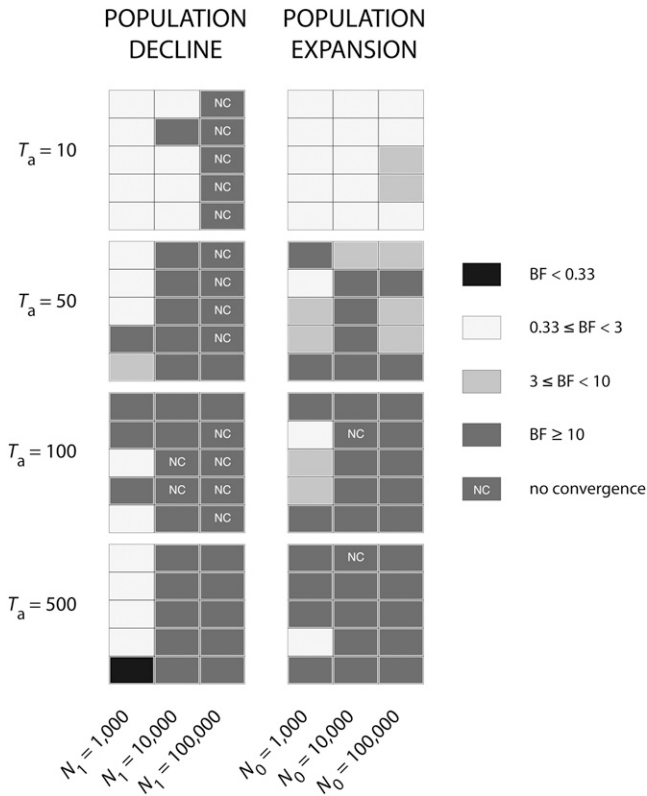 POPULATION DECLINE
POPULATION EXPANSION
Tₐ = 10
NC
NC
NC
NC
NC
Tₐ = 50
NC
NC
NC
NC
Tₐ = 100
NC
NC
NC
NC
NC
NC
NC
Tₐ = 500
NC
BF < 0.33
0.33 ≤ BF < 3
3 ≤ BF < 10
BF ≥ 10
NC no convergence
N₁ = 1,000
N₁ = 10,000
N₁ = 100,000
N₀ = 1,000
N₀ = 10,000
N₀ = 100,000